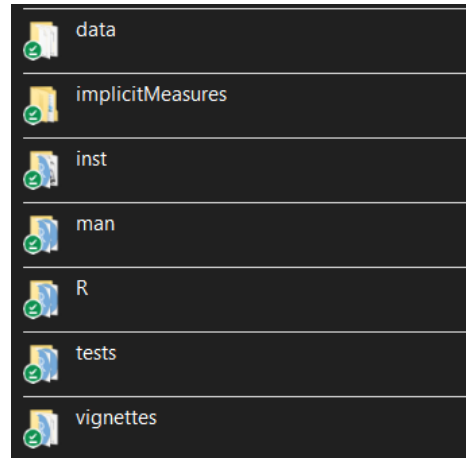 data
implicitMeasures
inst
man
R
tests
vignettes